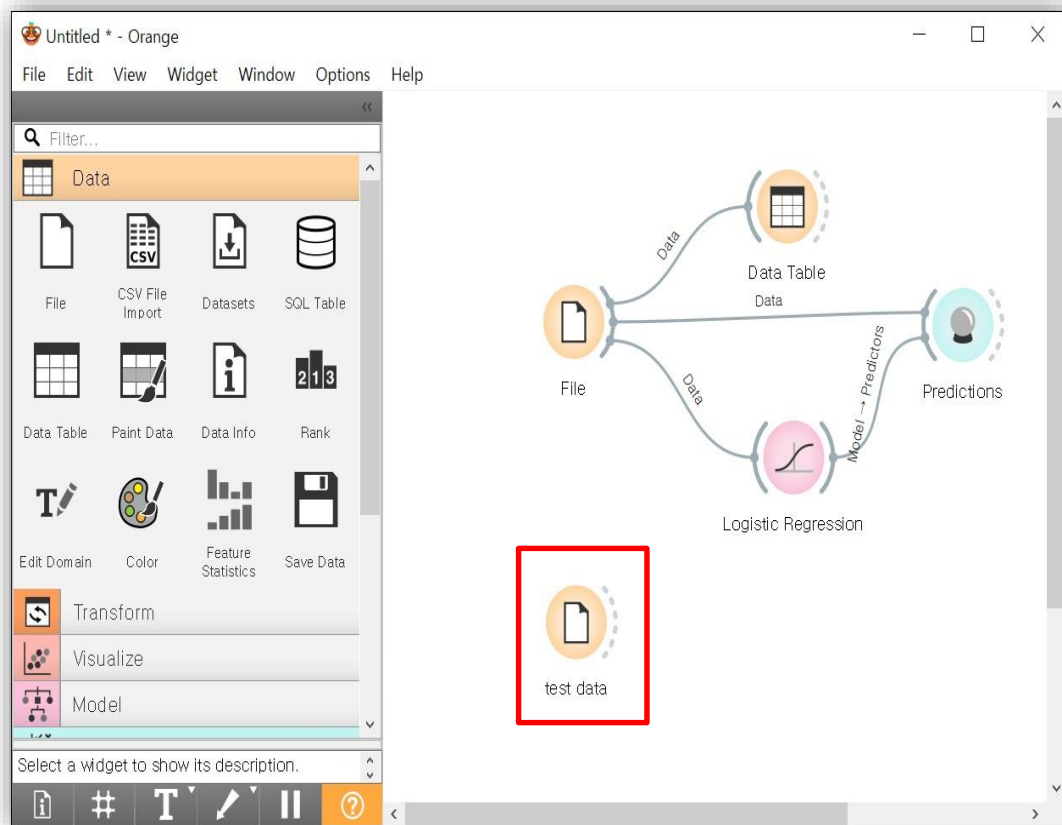 Untitled * - Orange
File Edit View Widget Window Options Help
Filter...
Data
File
CSV File
Import
Datasets
SQL Table
Data Table
Paint Data
Data Info
Rank
Edit Domain
Color
Feature
Statistics
Save Data
Transform
Visualize
Model
Select a widget to show its description.
Data
Data Table
Data
File
Data
Model → Predictors
Predictions
Logistic Regression
test data